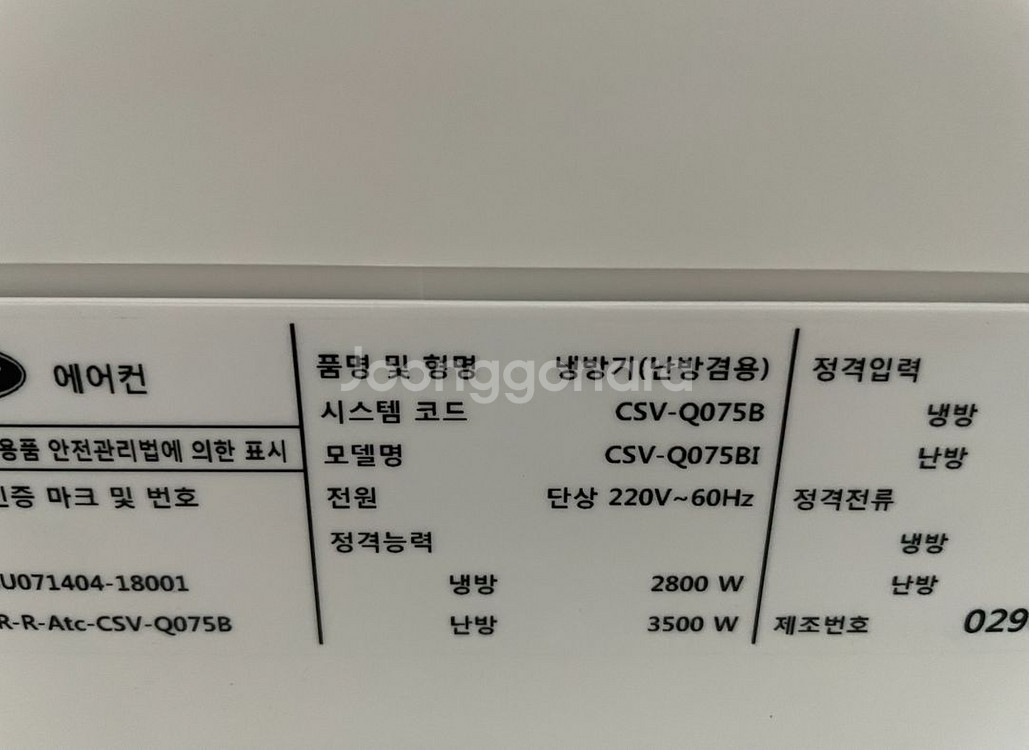 에어컨
용품 안전관리법에 의한 표시
인증 마크 및 번호
U071404-18001
R-R-Atc-CSV-Q075B
품명 및 형명 냉방기(난방겸용)
시스템 코드 CSV-Q075B
모델명 CSV-Q075BI
전원 단상 220V~60Hz
정격능력
냉방 2800 W
난방 3500 W
정격입력
냉방
난방
정격전류
냉방
난방
제조번호 029
Joonggonara